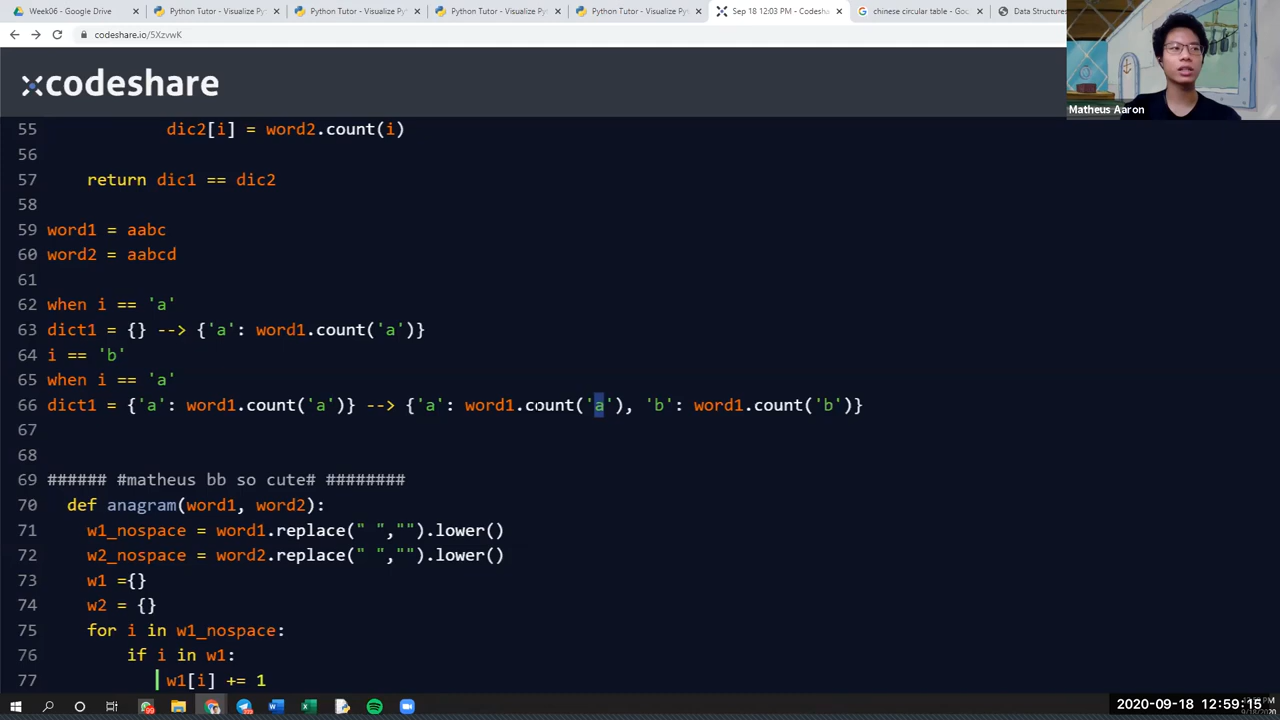 Week06 - Google Drive
Python Tutor - Visualize Py
Python Tutor - Visualize Py
Python Tutor - Visualize Py
Python Tutor - Visualize Py
Sep 18 12:03 PM - Codesha
chinese circular table - Goo
Data Structures
codeshare.io/5XzvwK
codeshare
Matheus Aaron
55 dic2[i] = word2.count(i)
56
57 return dic1 == dic2
58
59 word1 = aabc
60 word2 = aabcd
61
62 when i == 'a'
63 dict1 = {} --> {'a': word1.count('a')}
64 i == 'b'
65 when i == 'a'
66 dict1 = {'a': word1.count('a')} --> {'a': word1.count('a'), 'b': word1.count('b')}
67
68
69 ###### #matheus bb so cute# ########
70 def anagram(word1, word2):
71 w1_nospace = word1.replace(" ","").lower()
72 w2_nospace = word2.replace(" ","").lower()
73 w1 ={}
74 w2 = {}
75 for i in w1_nospace:
76 if i in w1:
77 w1[i] += 1
2020-09-18 12:59:15